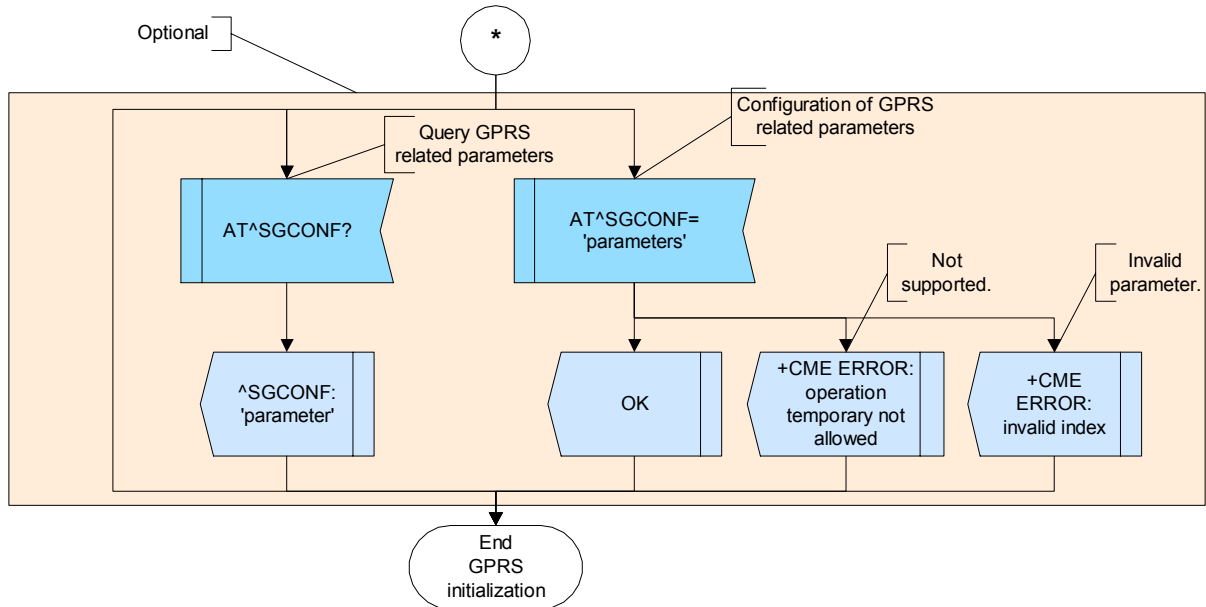 Optional
*
Query GPRS
related parameters
Configuration of GPRS
related parameters
AT^SGCONF?
AT^SGCONF=
'parameters'
Not
supported.
Invalid
parameter.
^SGCONF:
'parameter'
OK
+CME ERROR:
operation
temporary not
allowed
+CME
ERROR:
invalid index
End
GPRS
initialization